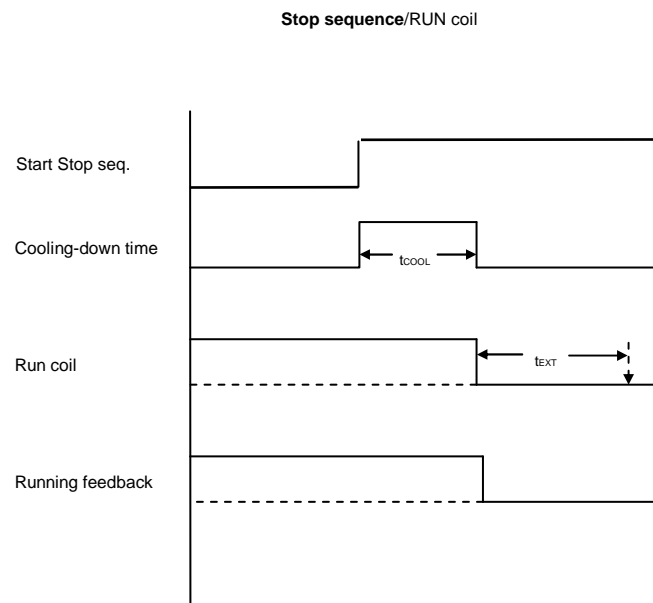 Stop sequence/RUN coil
Start Stop seq.
Cooling-down time
tCOOL
Run coil
tEXT
Running feedback